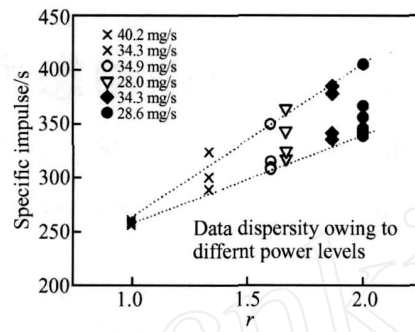 450
400
350
300
250
200
Specific impulse/s
× 40.2 mg/s
× 34.3 mg/s
34.9 mg/s
28.0 mg/s
34.3 mg/s
28.6 mg/s
Data dispersity owing to
differnt power levels
1.0
1.5
2.0
r